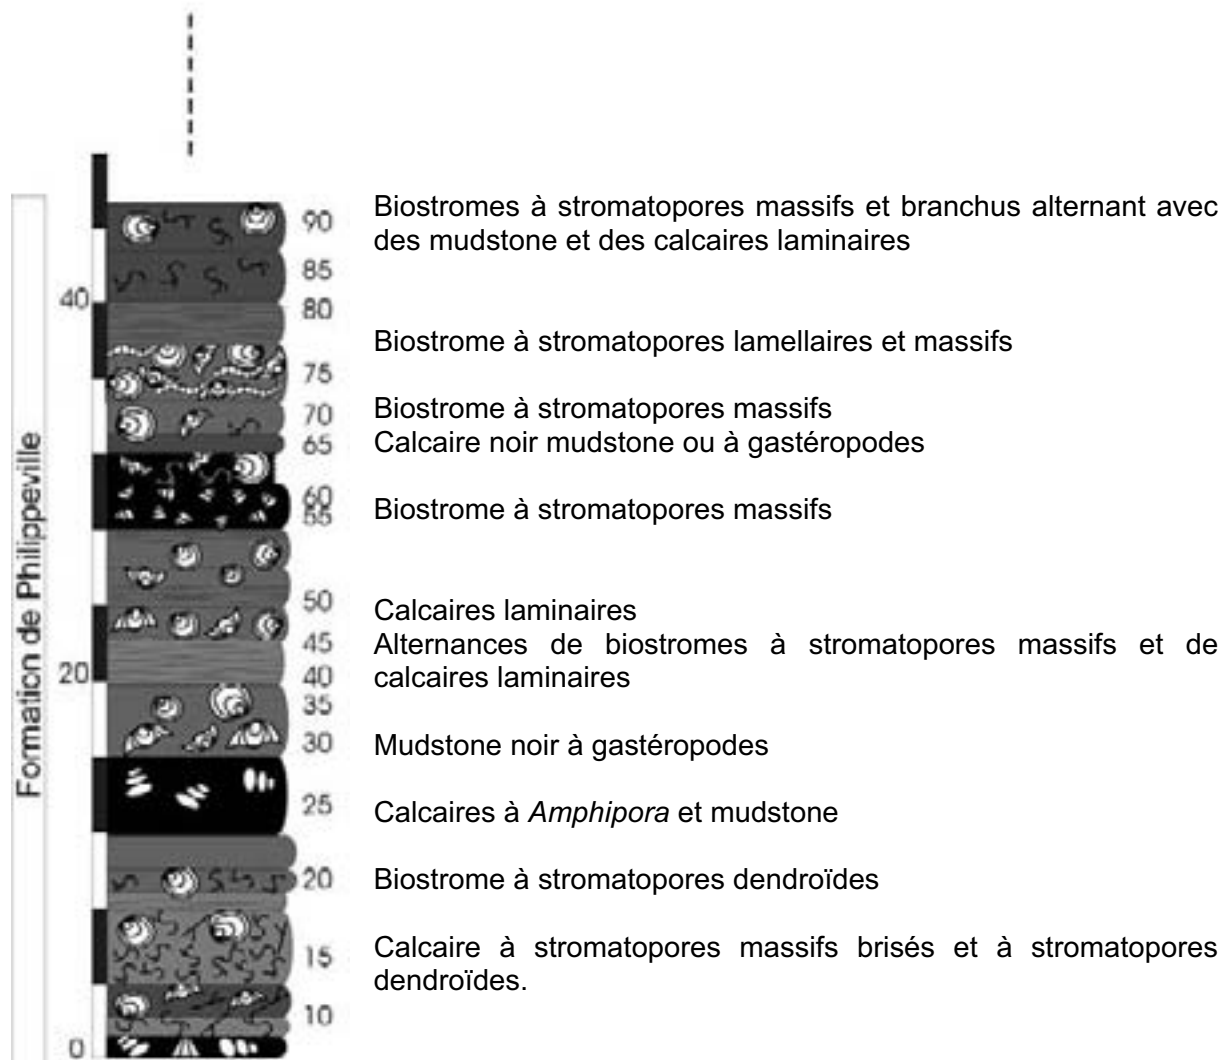 Formation de Philippeville
90
85
40
80
75
70
65
60
55
50
45
20
40
35
30
25
20
15
10
0
Biostromes à stromatopores massifs et branchus alternant avec
des mudstone et des calcaires laminaires
Biostrome à stromatopores lamellaires et massifs
Biostrome à stromatopores massifs
Calcaire noir mudstone ou à gastéropodes
Biostrome à stromatopores massifs
Calcaires laminaires
Alternances de biostromes à stromatopores massifs et de
calcaires laminaires
Mudstone noir à gastéropodes
Calcaires à Amphipora et mudstone
Biostrome à stromatopores dendroïdes
Calcaire à stromatopores massifs brisés et à stromatopores
dendroïdes.